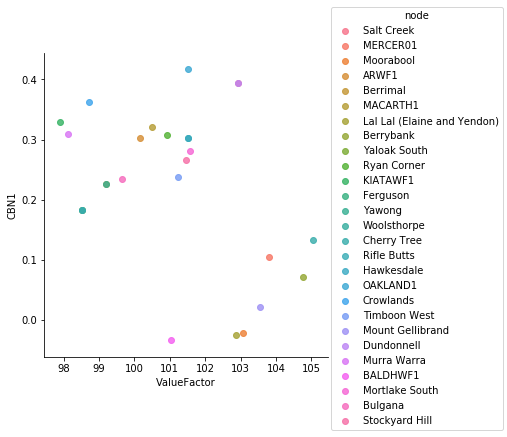 node
Salt Creek
MERCER01
Moorabool
ARWF1
Berrimal
MACARTH1
Lal Lal (Elaine and Yendon)
Berrybank
Yaloak South
Ryan Corner
KIATAWF1
Ferguson
Yawong
Woolsthorpe
Cherry Tree
Rifle Butts
Hawkesdale
OAKLAND1
Crowlands
Timboon West
Mount Gellibrand
Dundonnell
Murra Warra
BALDHWF1
Mortlake South
Bulgana
Stockyard Hill
CBN1
0.4
0.3
0.2
0.1
0.0
98 99 100 101 102 103 104 105
ValueFactor